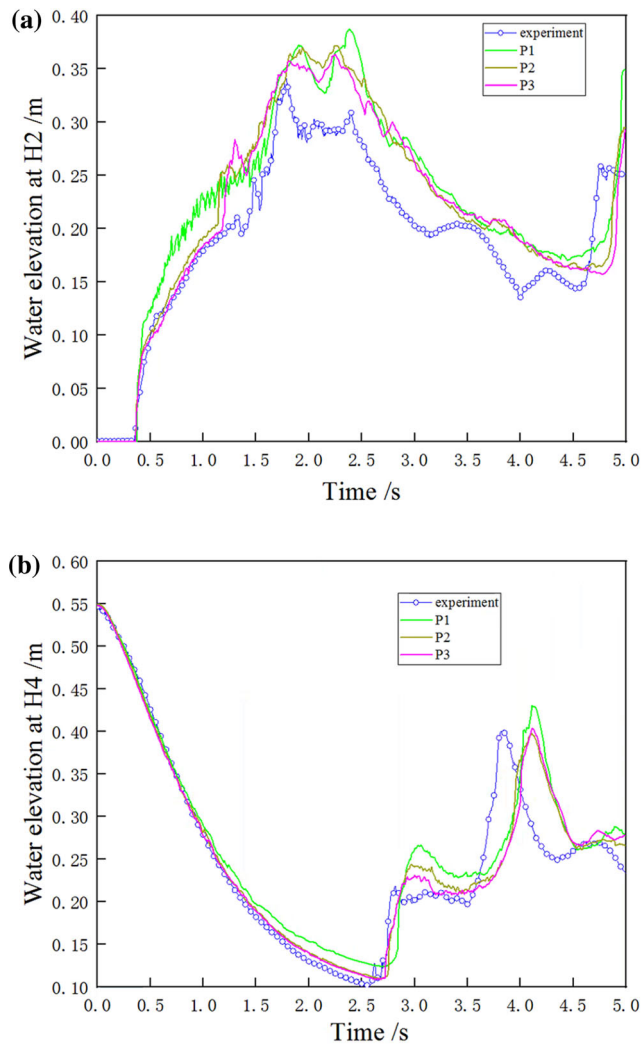 (a)
Water elevation at H2 /m
0.40
0.35
0.30
0.25
0.20
0.15
0.10
0.05
0.00
experiment
P1
P2
P3
0.0 0.5 1.0 1.5 2.0 2.5 3.0 3.5 4.0 4.5 5.0
Time /s
(b)
Water elevation at H4 /m
0.60
0.55
0.50
0.45
0.40
0.35
0.30
0.25
0.20
0.15
0.10
experiment
P1
P2
P3
0.0 0.5 1.0 1.5 2.0 2.5 3.0 3.5 4.0 4.5 5.0
Time /s